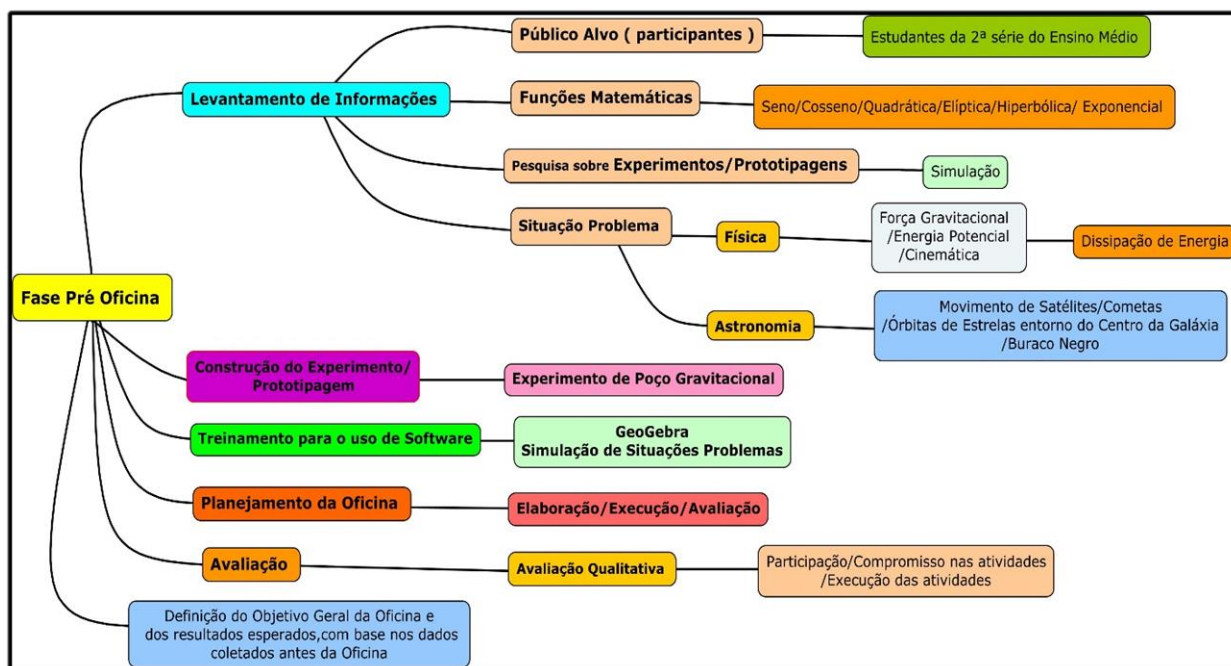 Público Alvo ( participantes )
Estudantes da 2ª série do Ensino Médio
Levantamento de Informações
Funções Matemáticas
Seno/Cosseno/Quadrática/Elíptica/Hiperbólica/ Exponencial
Pesquisa sobre Experimentos/Prototipagens
Simulação
Situação Problema
Física
Força Gravitacional
/Energia Potencial
/Cinemática
Dissipação de Energia
Fase Pré Oficina
Astronomia
Movimento de Satélites/Cometas
/Órbitas de Estrelas entorno do Centro da Galáxia
/Buraco Negro
Construção do Experimento/
Prototipagem
Experimento de Poço Gravitacional
Treinamento para o uso de Software
GeoGebra
Simulação de Situações Problemas
Planejamento da Oficina
Elaboração/Execução/Avaliação
Avaliação
Avaliação Qualitativa
Participação/Compromisso nas atividades
/Execução das atividades
Definição do Objetivo Geral da Oficina e
dos resultados esperados,com base nos dados
coletados antes da Oficina